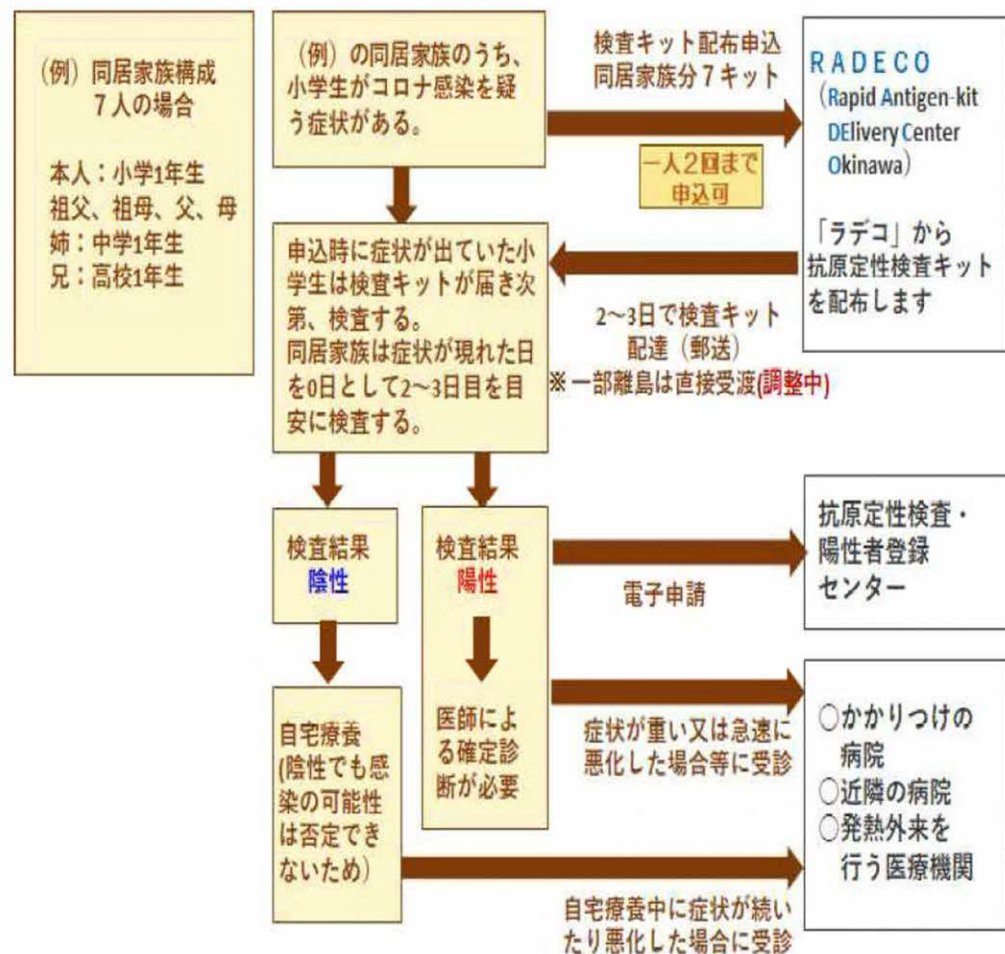 (例)同居家族構成
7人の場合
本人:小学1年生
祖父、祖母、父、母
姉:中学1年生
兄:高校1年生
(例)の同居家族のうち、
小学生がコロナ感染を疑
う症状がある。
検査キット配布申込
同居家族分7キット
一人2回まで
申込可
RADECO
(Rapid Antigen-kit
DElivery Center
Okinawa)
「ラデコ」から
抗原定性検査キット
を配布します
申込時に症状が出ていた小
学生は検査キットが届き次
第、検査する。
同居家族は症状が現れた日
を0日として2~3日目を目
安に検査する。
2~3日で検査キット
配達(郵送)
※一部離島は直接受渡(調整中)
検査結果
陰性
検査結果
陽性
医師によ
る確定診
断が必要
電子申請
抗原定性検査・
陽性者登録
センター
自宅療養
(陰性でも感
染の可能性
は否定でき
ないため)
症状が重い又は急速に
悪化した場合等に受診
○かかりつけの
病院
○近隣の病院
○発熱外来を
行う医療機関
自宅療養中に症状が続い
たり悪化した場合に受診